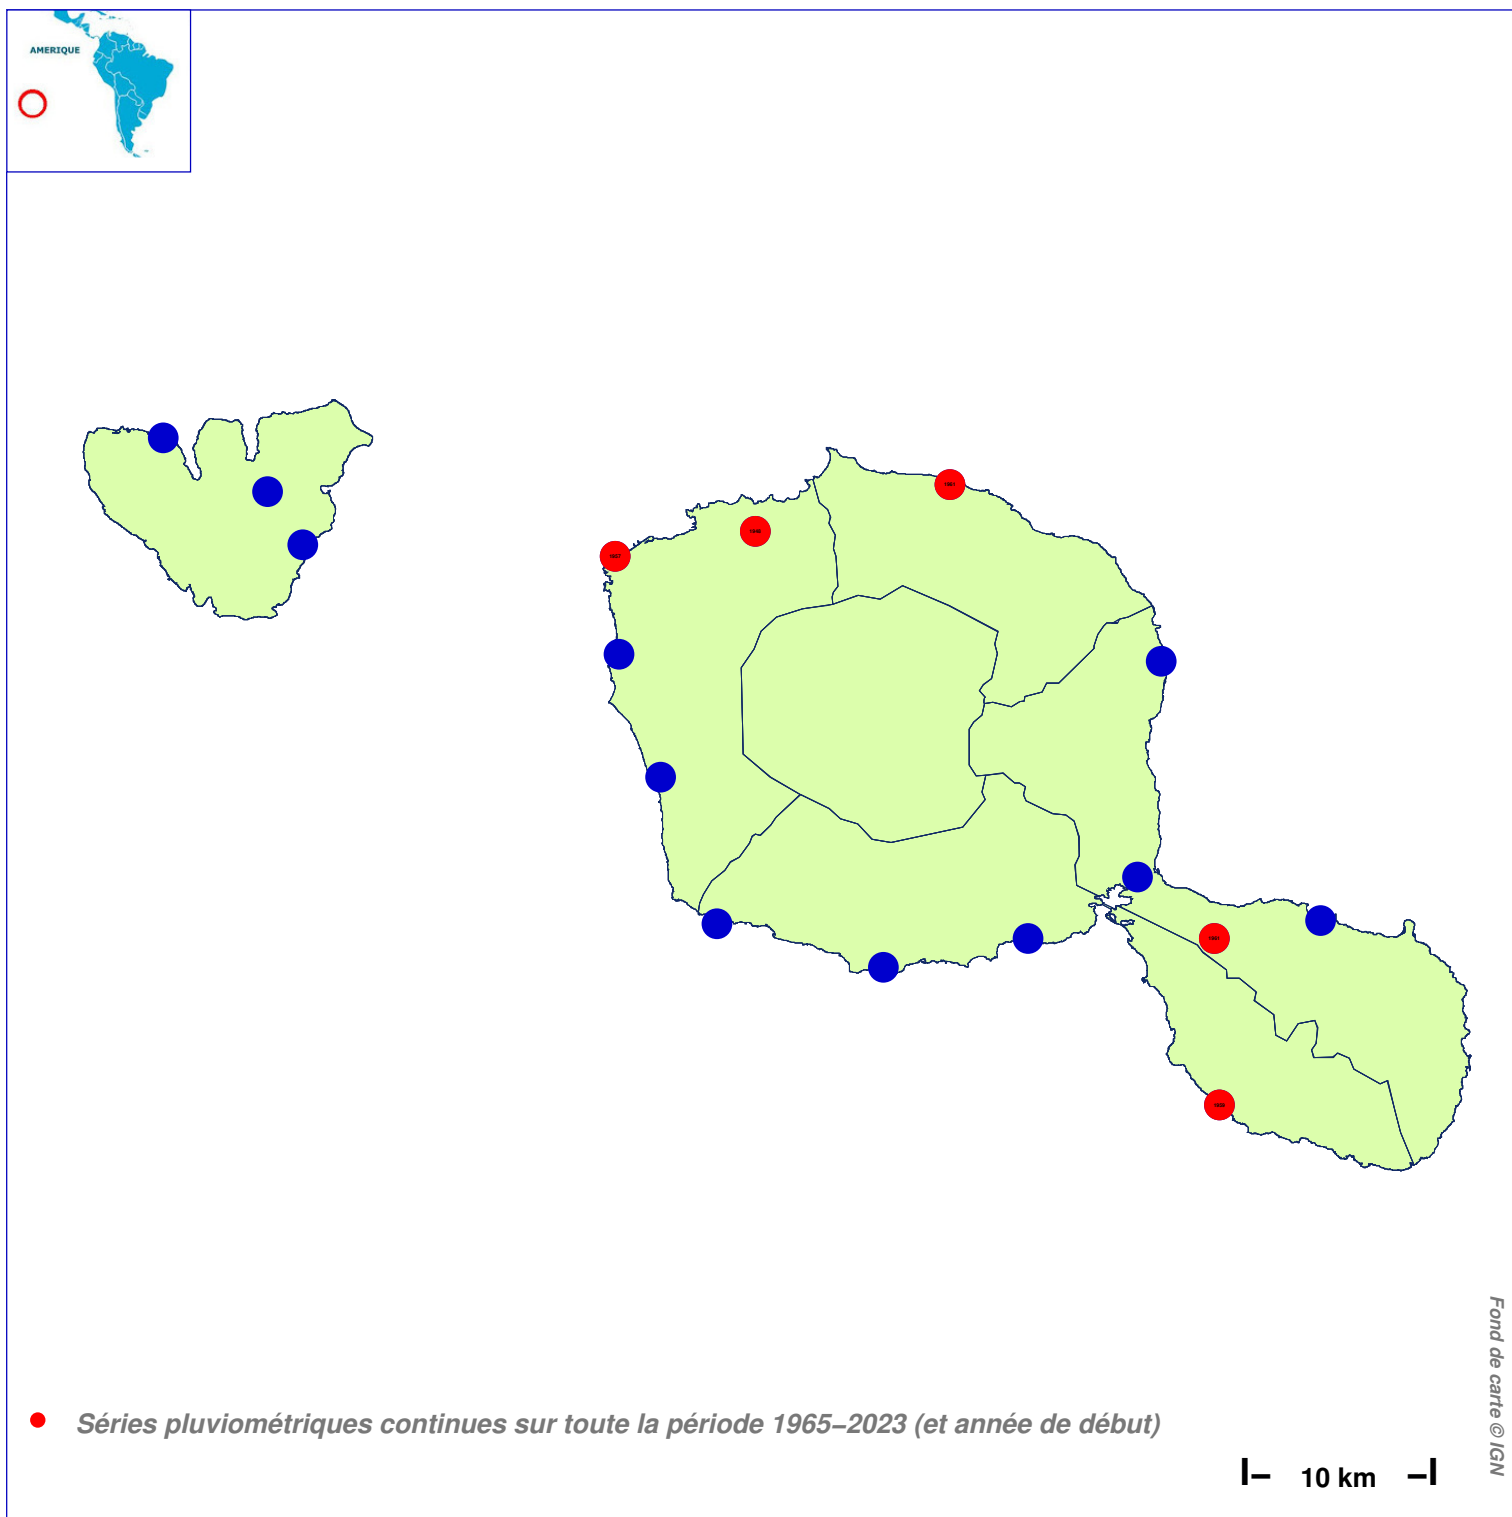 AMERIQUE
Séries pluviométriques continues sur toute la période 1965–2023 (et année de début)
10 km
Fond de carte © IGN